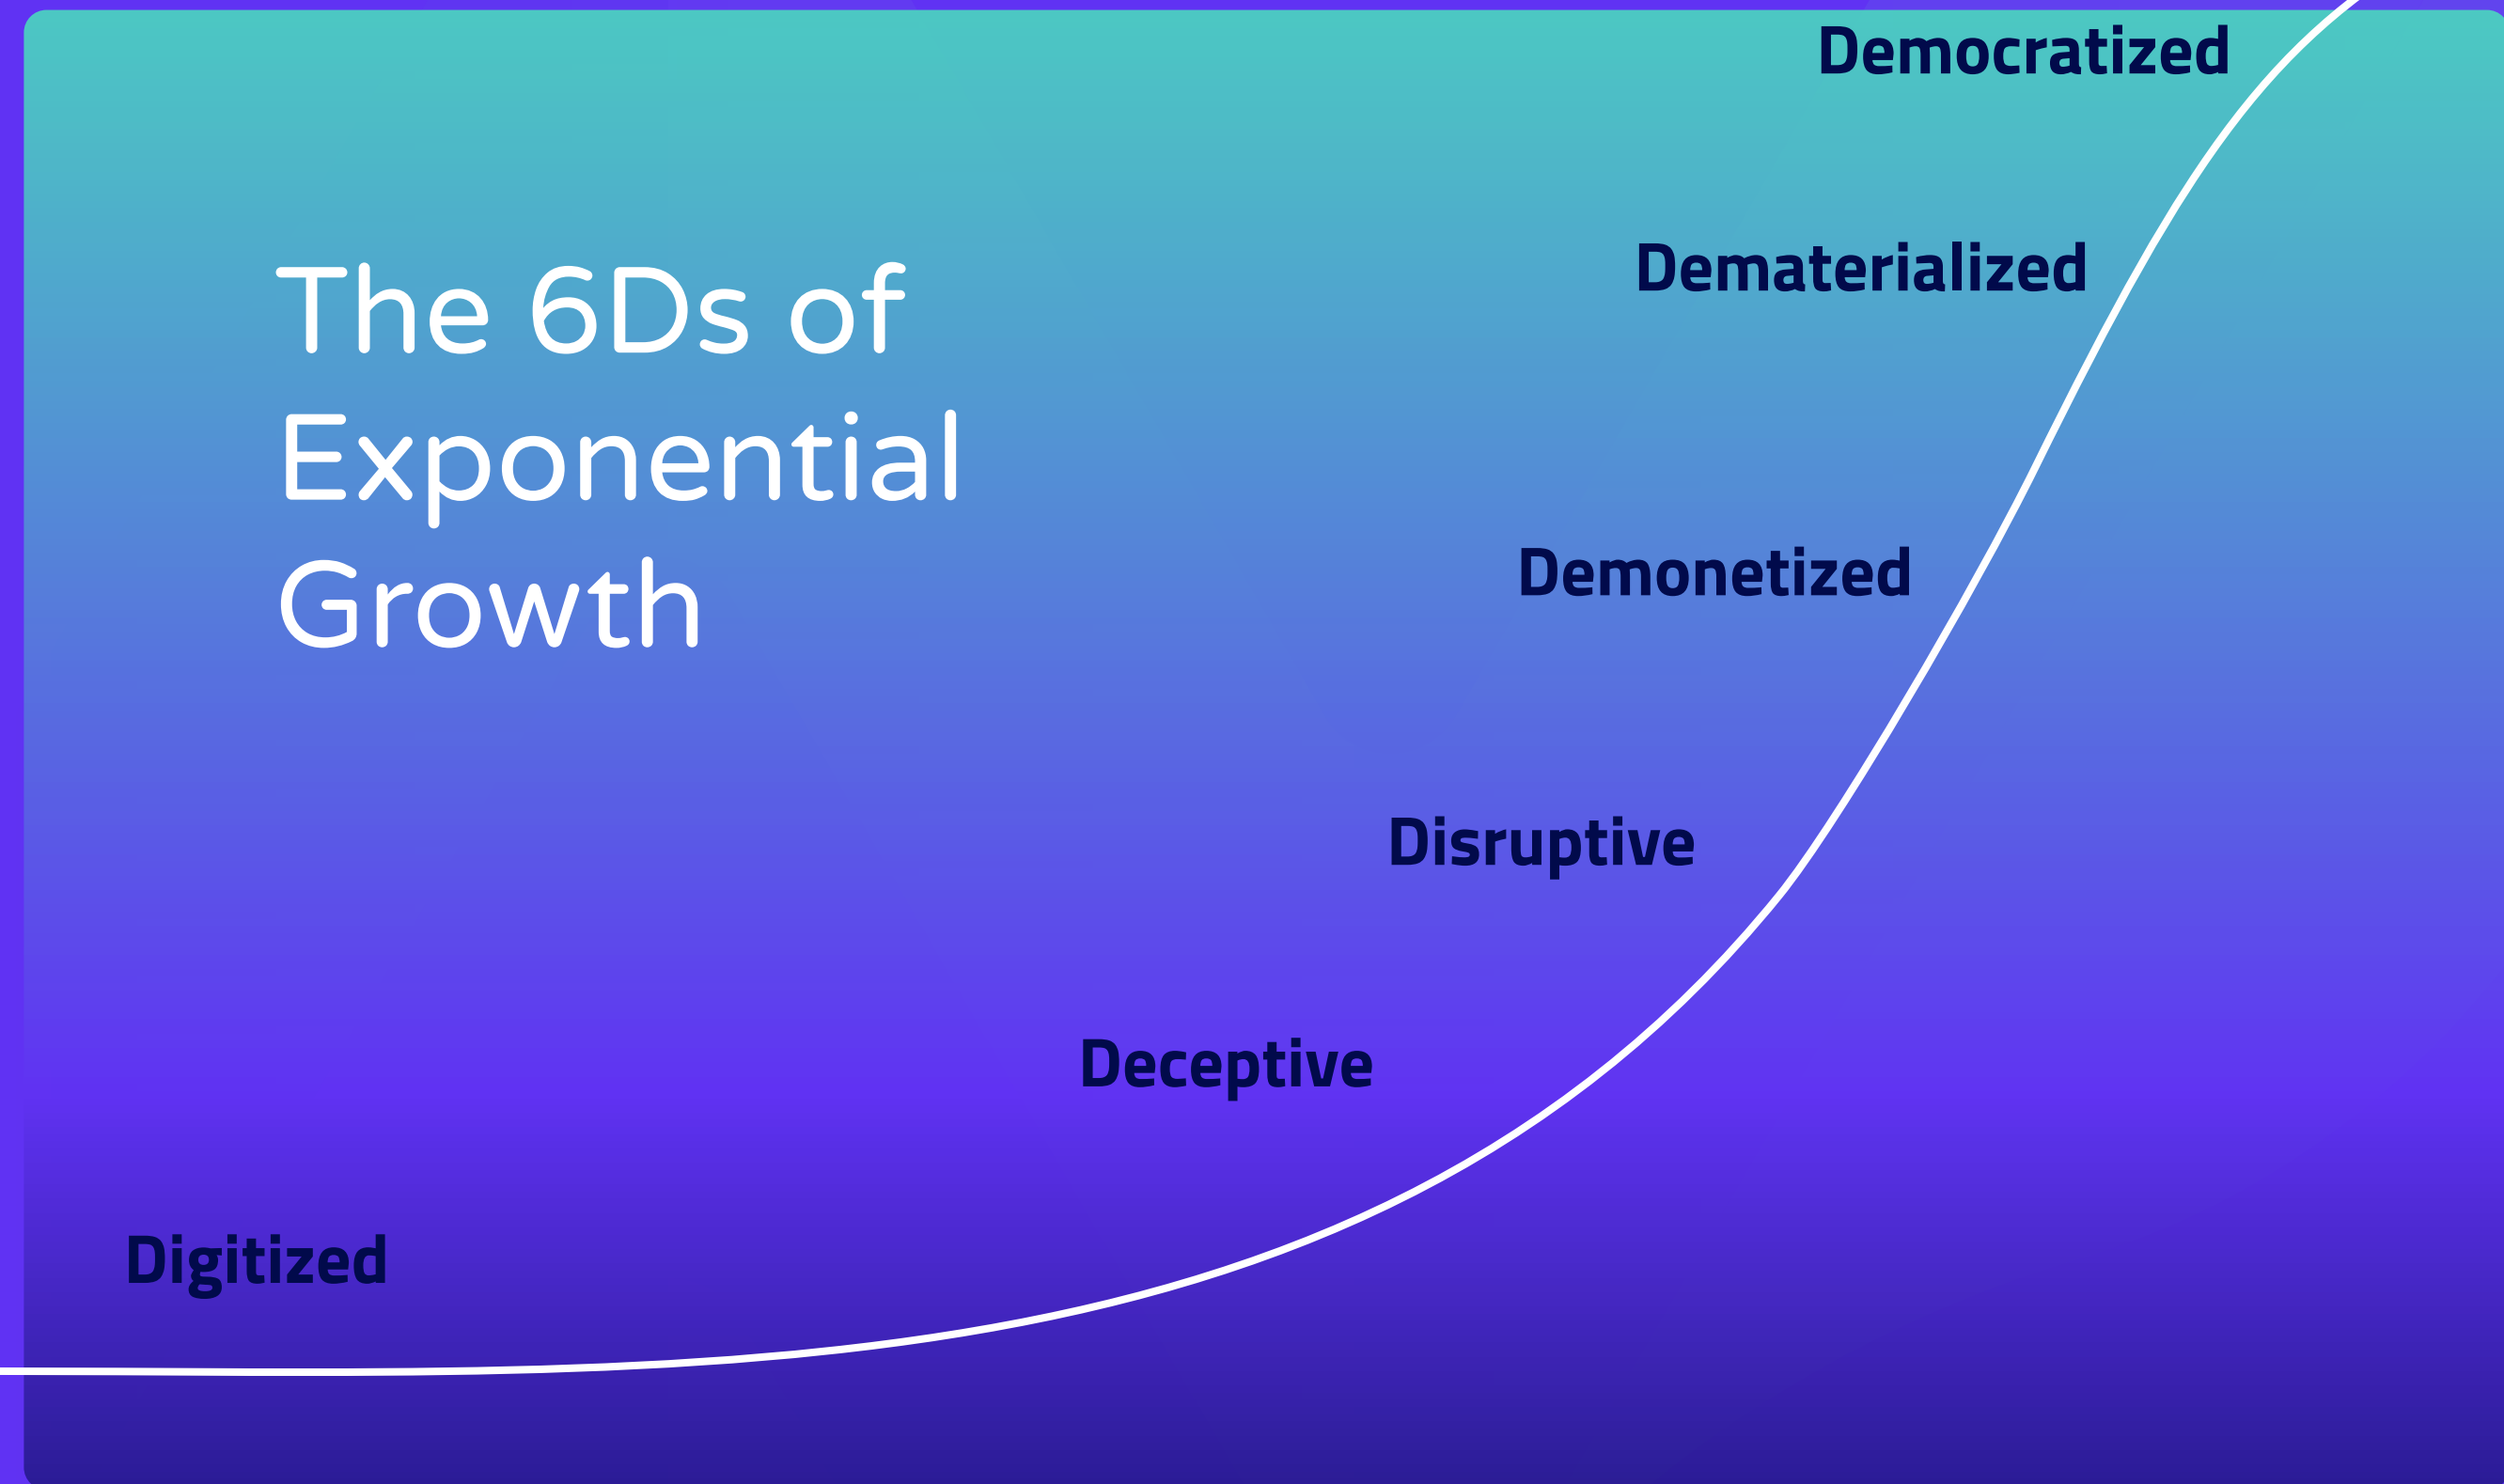 Democratized
Dematerialized
The 6Ds of
Exponential
Growth
Demonetized
Disruptive
Deceptive
Digitized